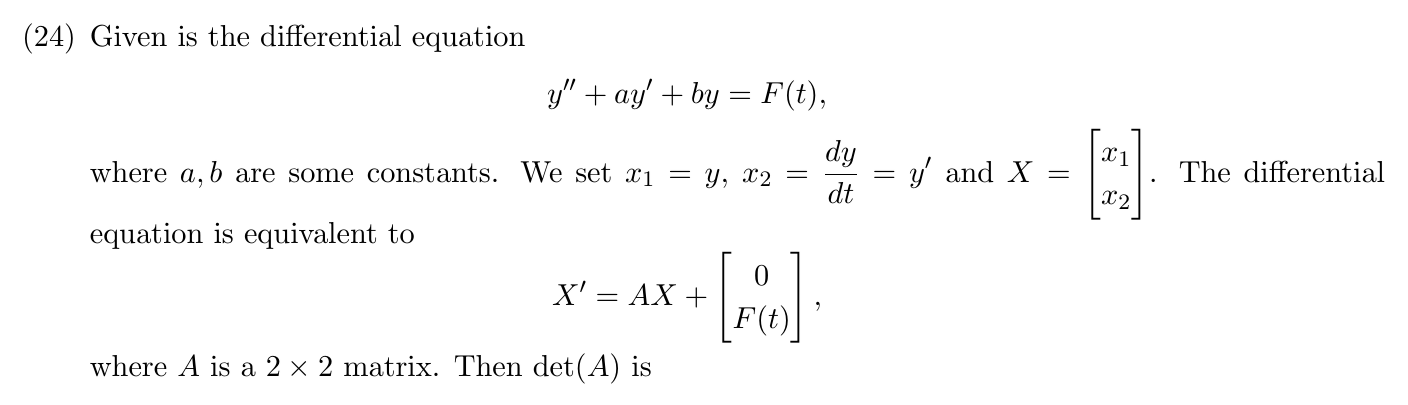 (24) Given is the differential equation
y'' + ay' + by = F(t),
where a, b are some constants. We set x₁ = y, x₂ = dy/dt = y' and X = [x₁ x₂]. The differential
equation is equivalent to
X' = AX + [0 F(t)],
where A is a 2 × 2 matrix. Then det(A) is